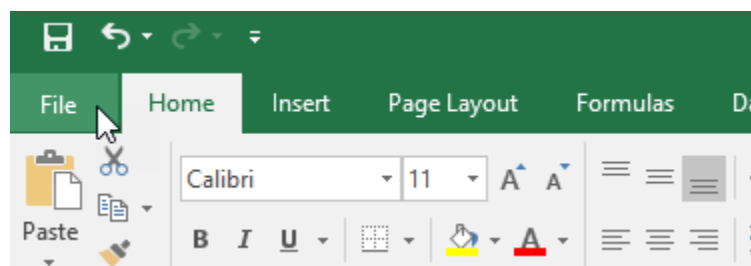 File Home Insert Page Layout Formulas
Calibri 11 A A
Paste B I U A